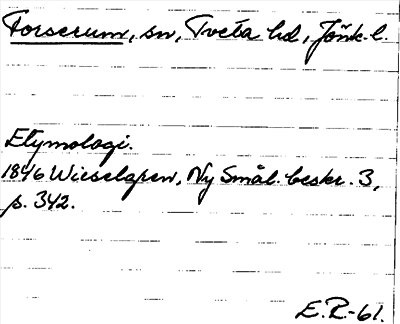 Forserum, sn, Tveta hd, Jönk. l.
Etymologi.
1846 Wieselgren, Ny Smål. beskr. 3,
p. 342.
E.R.-61.